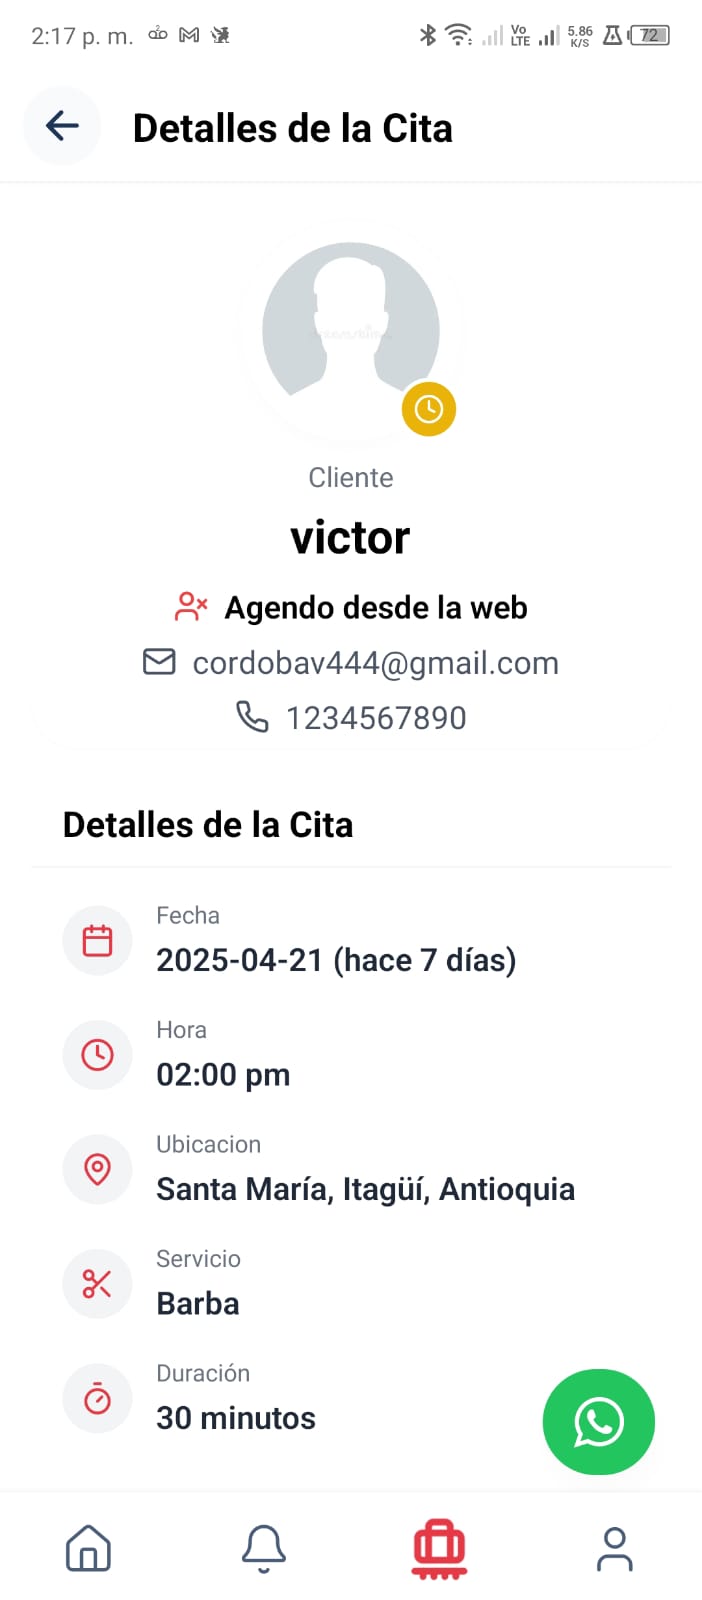 2:17 p. m.
Vo LTE
5.86 K/S
72
Detalles de la Cita
Cliente
victor
Agendo desde la web
cordobav444@gmail.com
1234567890
Detalles de la Cita
Fecha
2025-04-21 (hace 7 días)
Hora
02:00 pm
Ubicacion
Santa María, Itagüí, Antioquia
Servicio
Barba
Duración
30 minutos